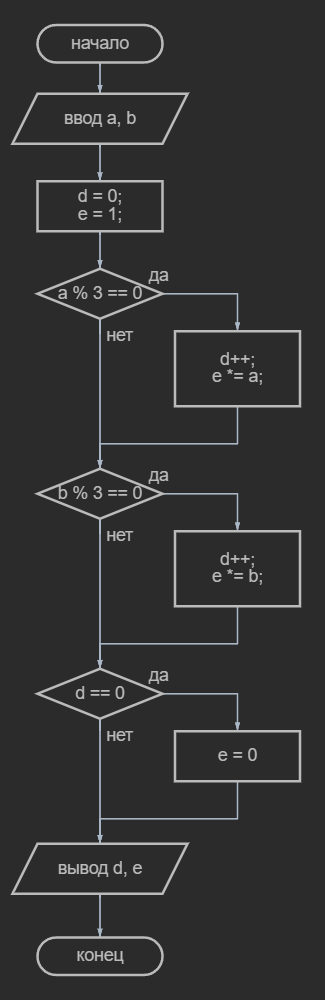 начало
ввод a, b
d = 0;
e = 1;
a % 3 == 0
да
нет
d++;
e *= a;
b % 3 == 0
да
нет
d++;
e *= b;
d == 0
да
нет
e = 0
вывод d, e
конец